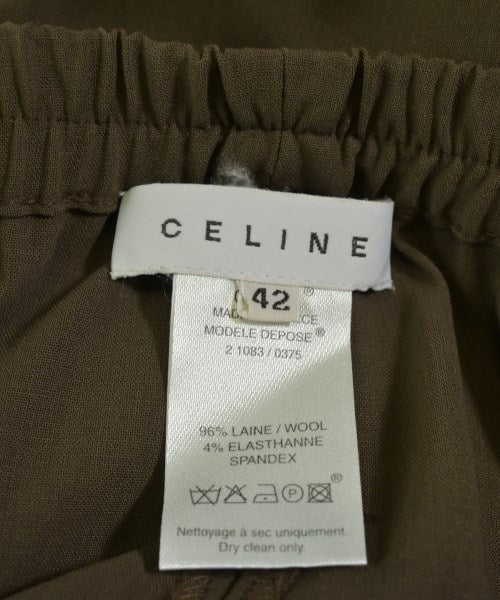 CELINE
42
MODELE DEPOSE®
2 1083 / 0375
96% LAINE / WOOL
4% ELASTHANNE
SPANDEX
Nettoyage à sec uniquement.
Dry clean only.